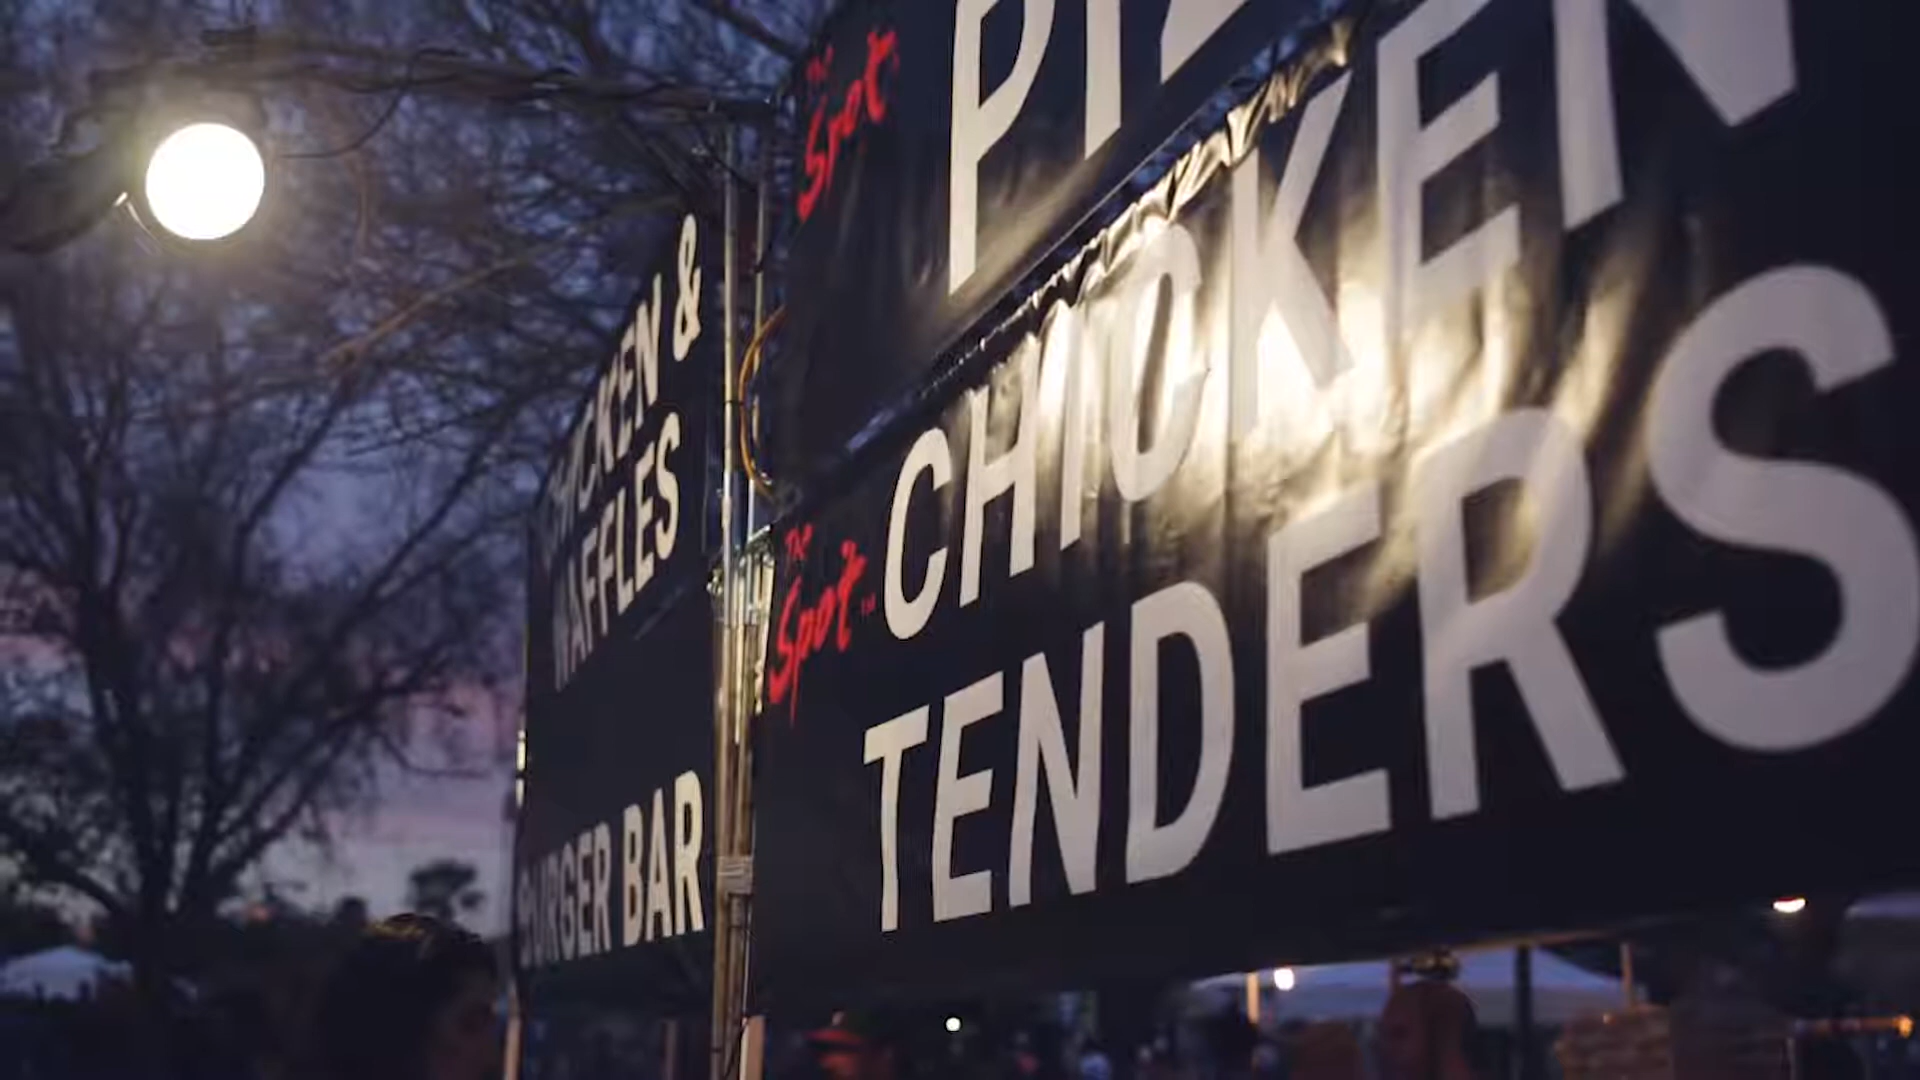 CHICKEN &
WAFFLES
BURGER BAR
The
Spot
The
Spot
CHICKEN
TENDERS